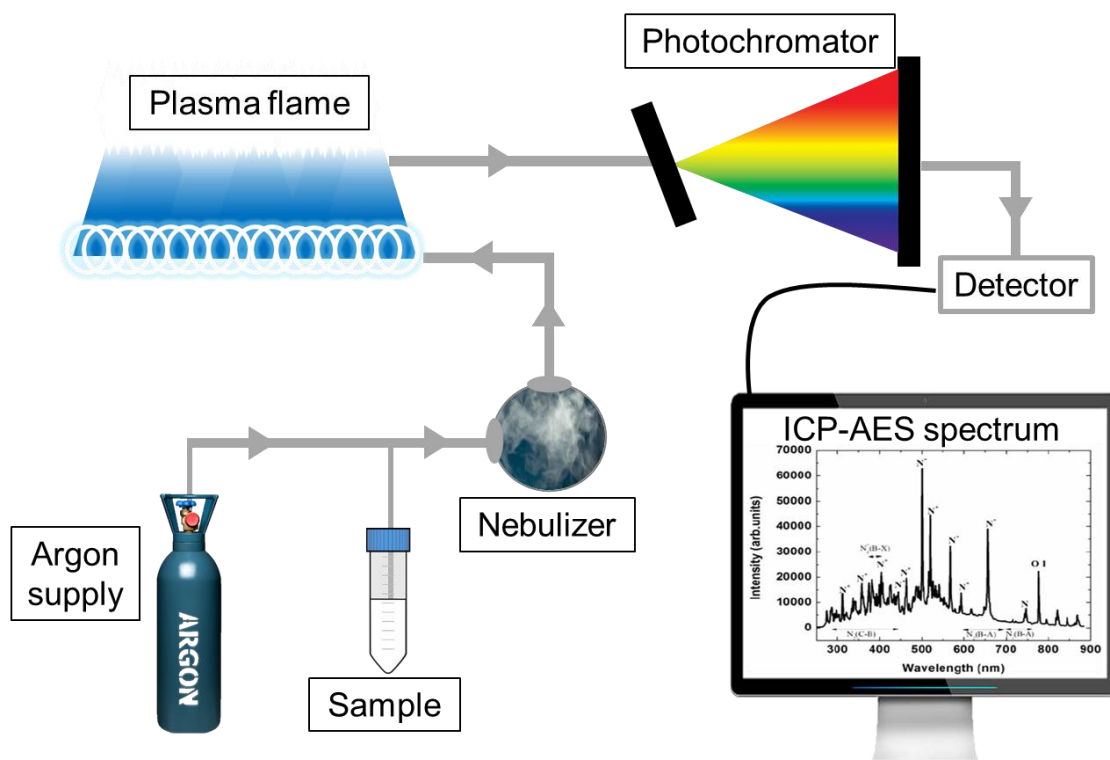 Photochromator
Plasma flame
Detector
ICP-AES spectrum
Nebulizer
Argon
supply
ARGON
Sample
Intensity (arb.units)
70000
60000
50000
40000
30000
20000
10000
0
N⁺
N⁺
N⁺
N⁺
N⁺
N⁺
N⁺
N⁺
N⁺
N
O I
300 400 500 600 700 800 900
Wavelength (nm)